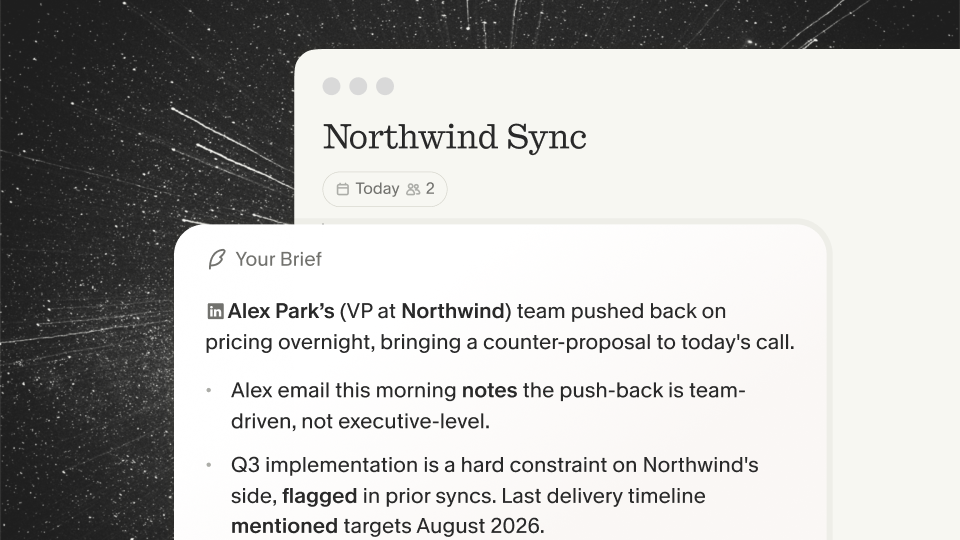 Northwind Sync
Today 2
Your Brief
in Alex Park’s (VP at Northwind) team pushed back on
pricing overnight, bringing a counter-proposal to today's call.
• Alex email this morning notes the push-back is team-
driven, not executive-level.
• Q3 implementation is a hard constraint on Northwind's
side, flagged in prior syncs. Last delivery timeline
mentioned targets August 2026.